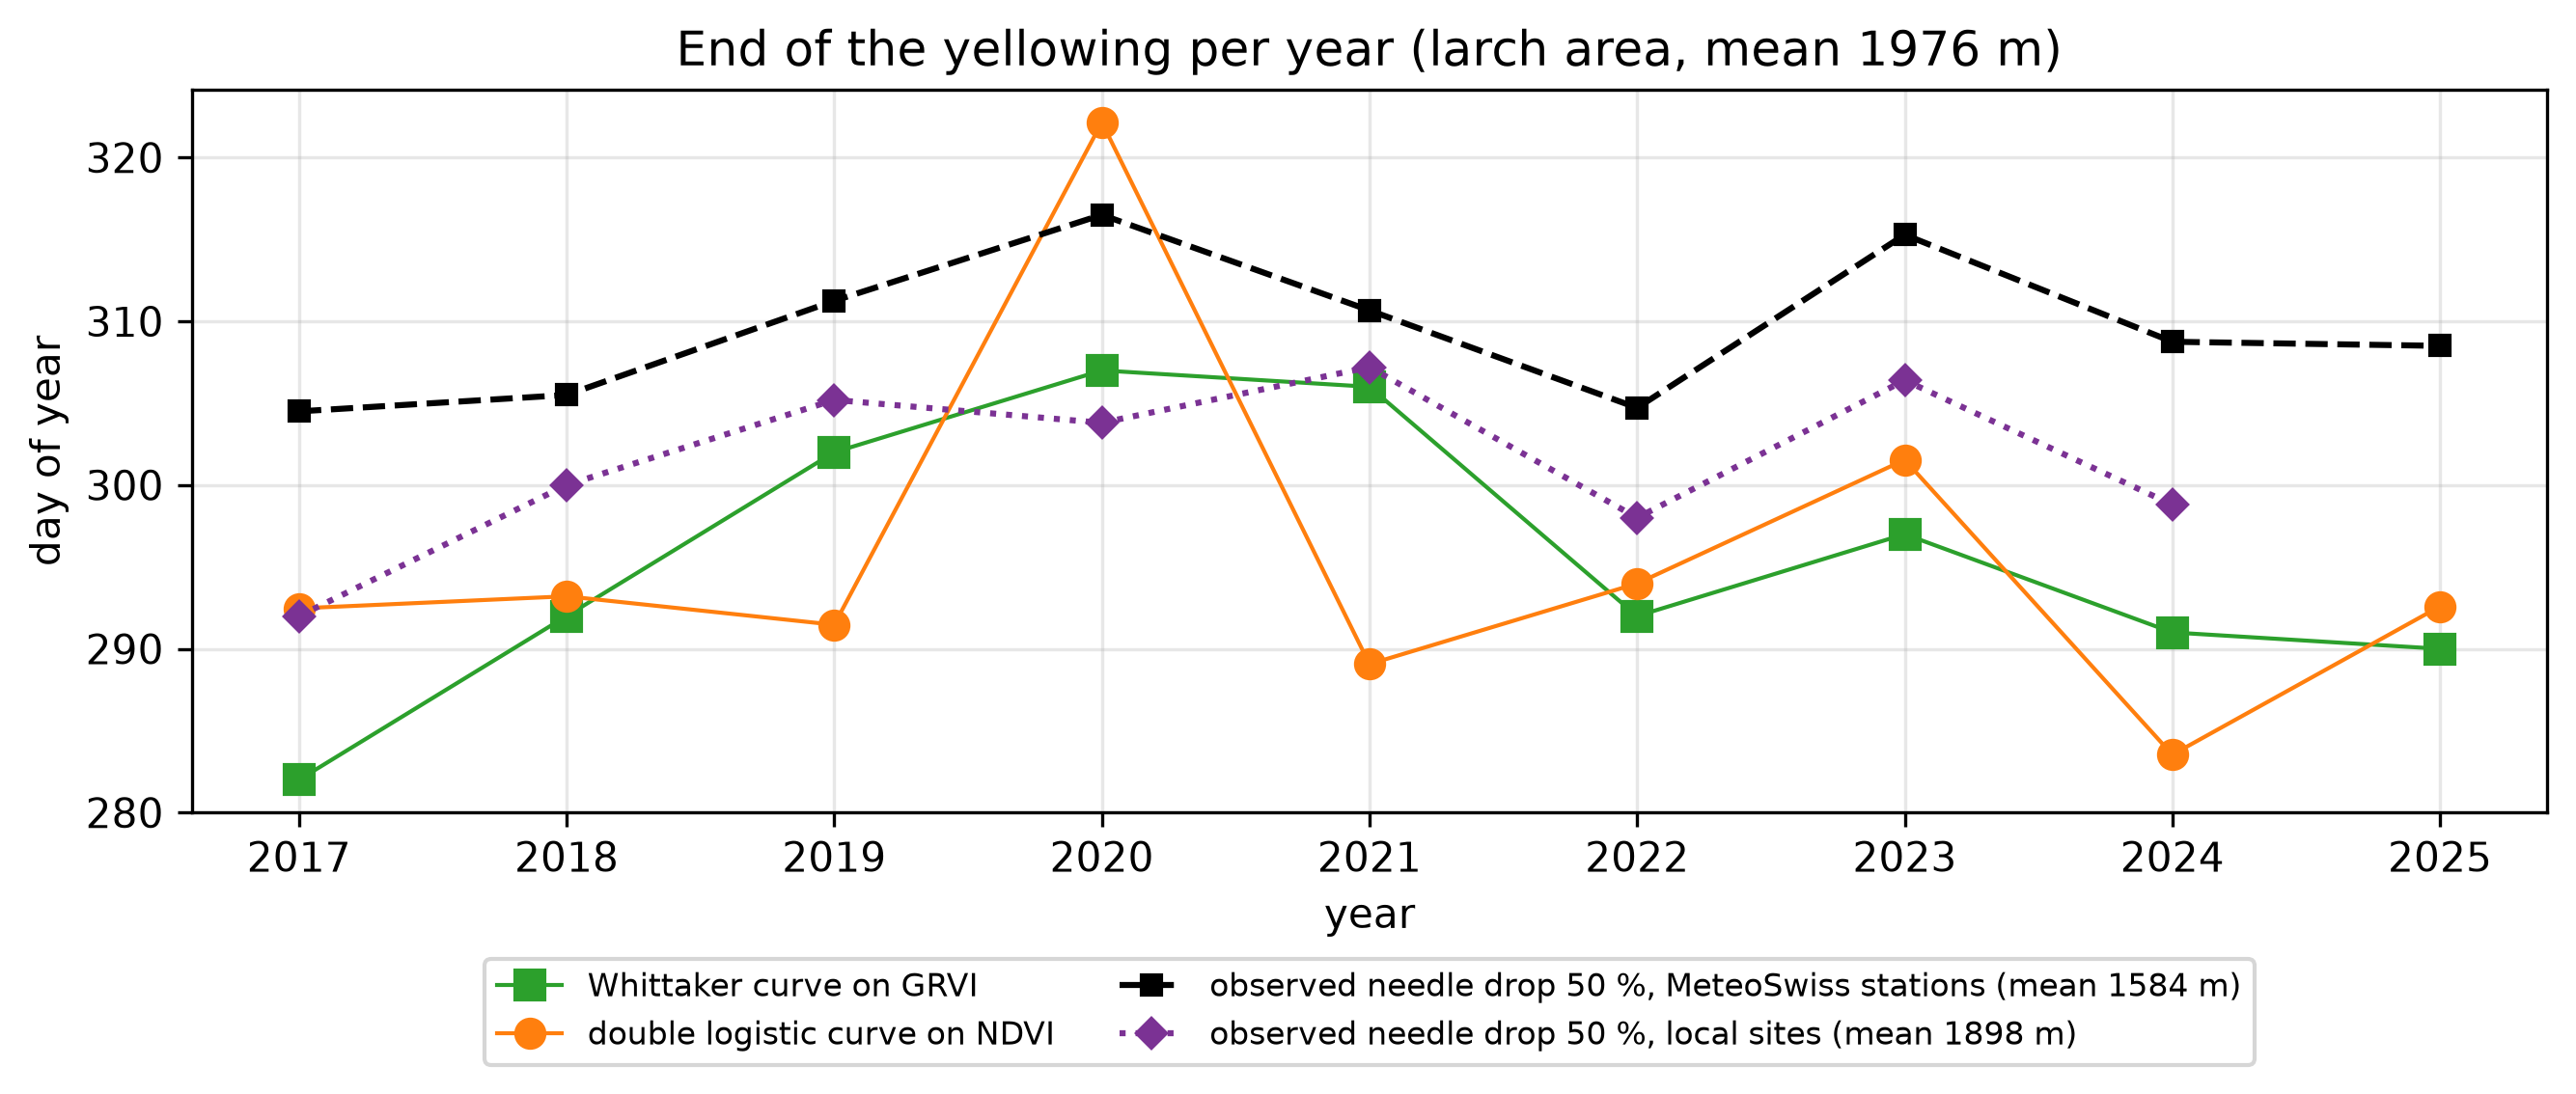 End of the yellowing per year (larch area, mean 1976 m)
day of year
320
310
300
290
280
2017 2018 2019 2020 2021 2022 2023 2024 2025
year
Whittaker curve on GRVI
double logistic curve on NDVI
observed needle drop 50 %, MeteoSwiss stations (mean 1584 m)
observed needle drop 50 %, local sites (mean 1898 m)